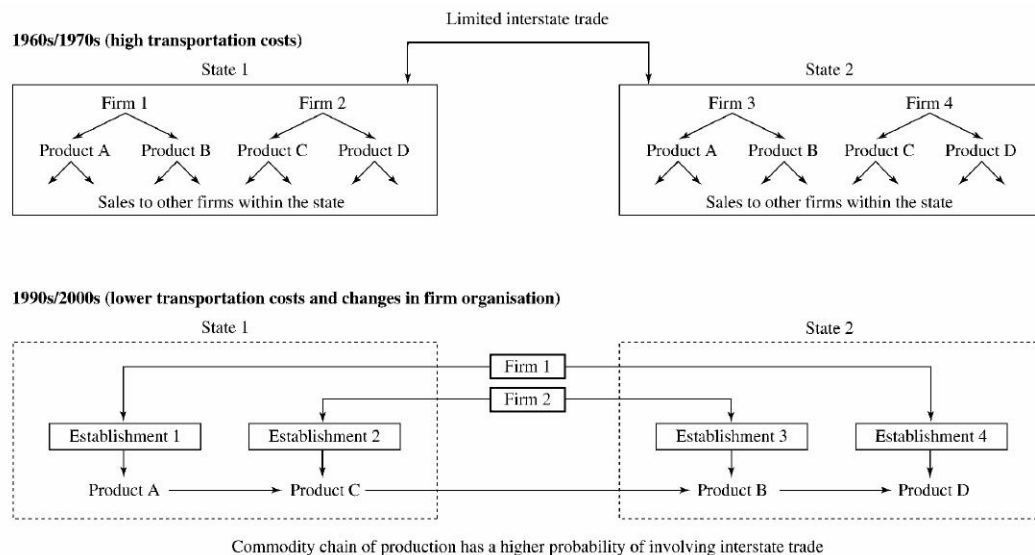 Limited interstate trade
1960s/1970s (high transportation costs)
State 1
State 2
Firm 1
Firm 2
Firm 3
Firm 4
Product A
Product B
Product C
Product D
Product A
Product B
Product C
Product D
Sales to other firms within the state
Sales to other firms within the state
1990s/2000s (lower transportation costs and changes in firm organisation)
State 1
State 2
Firm 1
Firm 2
Establishment 1
Establishment 2
Establishment 3
Establishment 4
Product A
Product C
Product B
Product D
Commodity chain of production has a higher probability of involving interstate trade